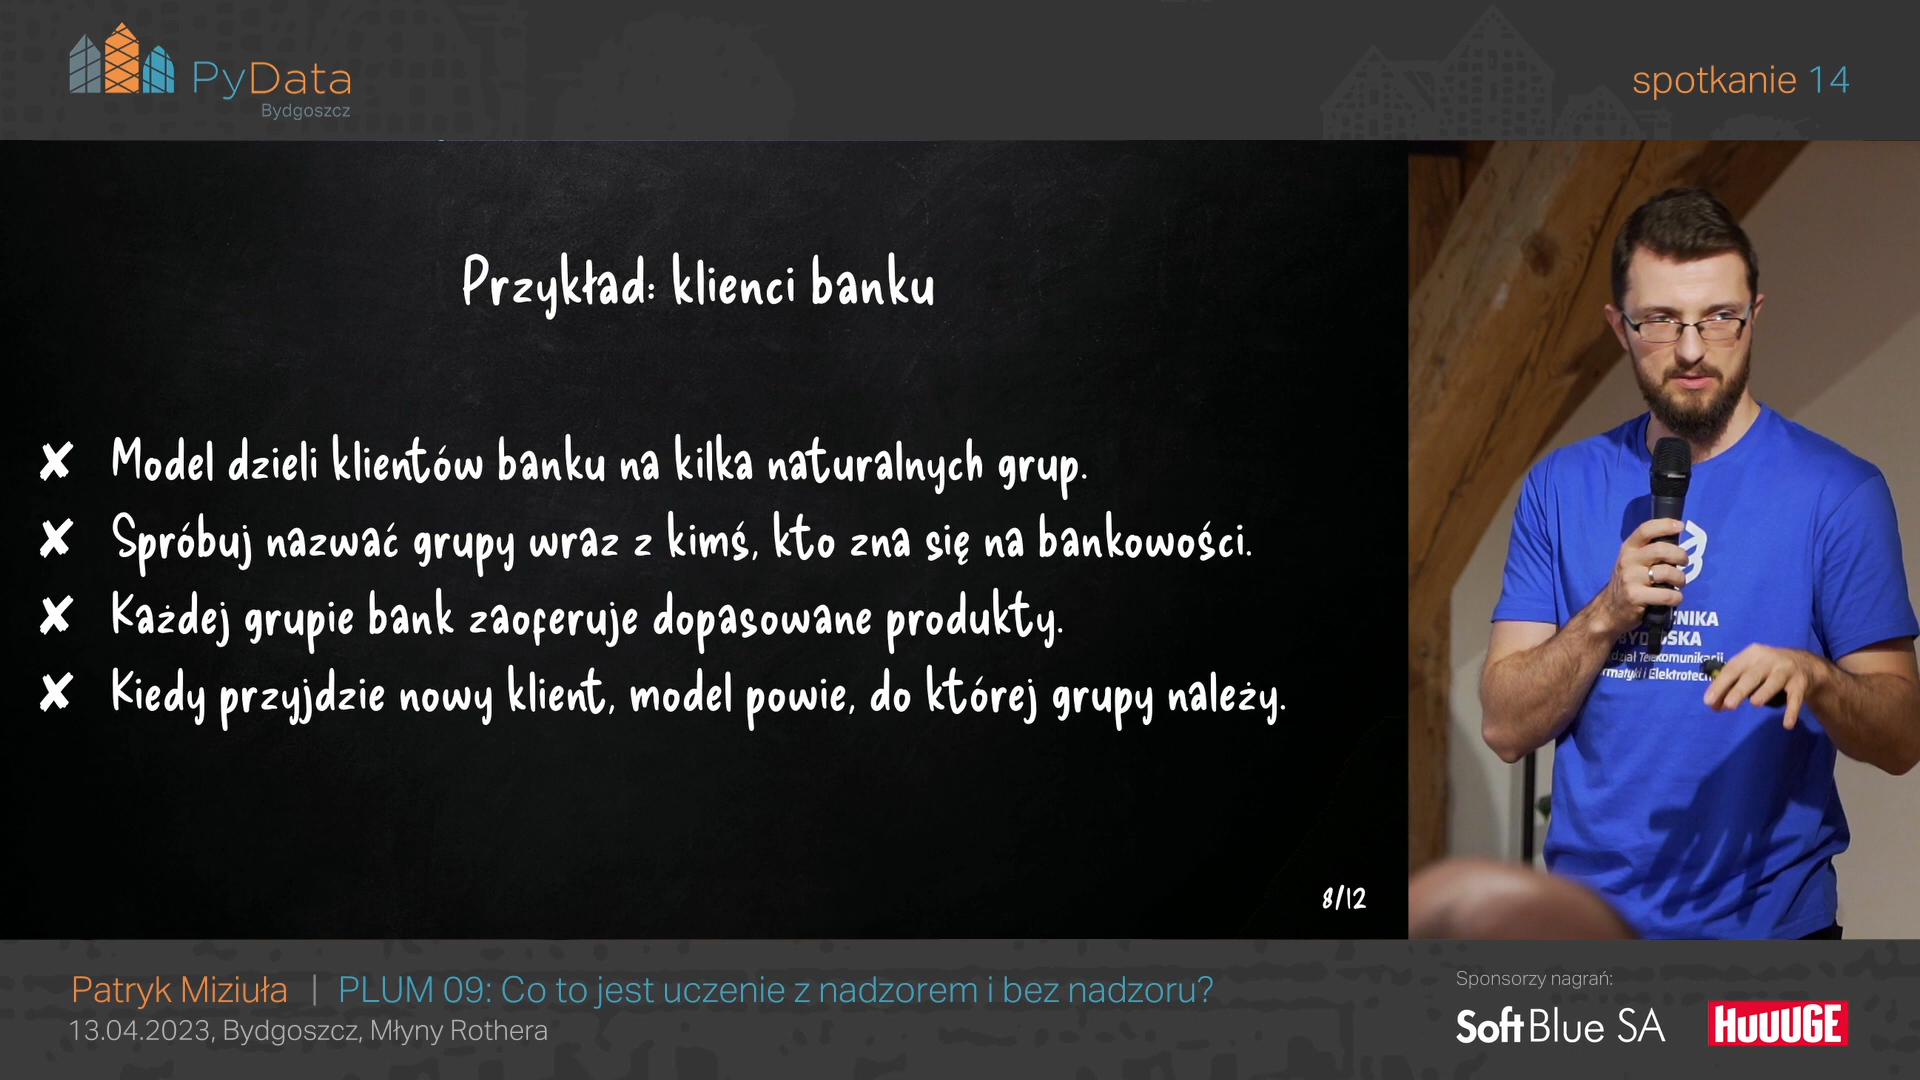 PyData
Bydgoszcz
spotkanie 14
Przykład: klienci banku
✘ Model dzieli klientów banku na kilka naturalnych grup.
✘ Spróbuj nazwać grupy wraz z kimś, kto zna się na bankowości.
✘ Każdej grupie bank zaoferuje dopasowane produkty.
✘ Kiedy przyjdzie nowy klient, model powie, do której grupy należy.
8/12
Patryk Miziuła | PLUM 09: Co to jest uczenie z nadzorem i bez nadzoru?
13.04.2023, Bydgoszcz, Młyny Rothera
Sponsorzy nagrań:
SoftBlue SA
HUUUGE